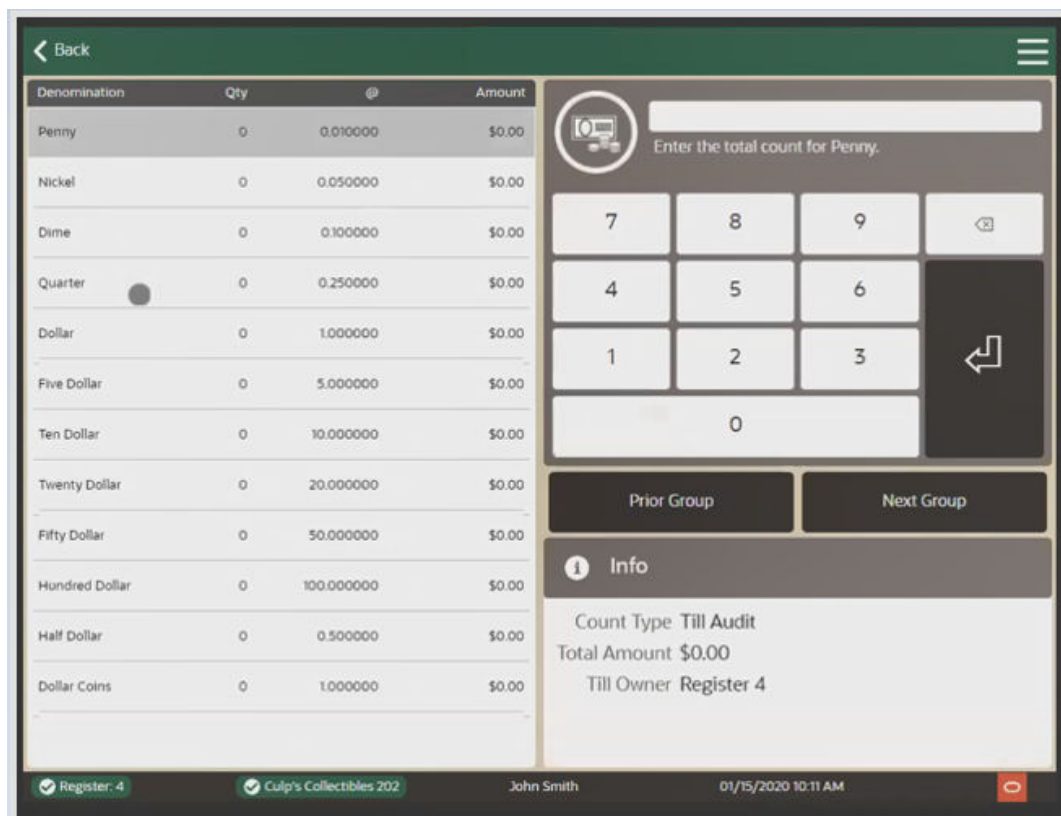 Back
Denomination Qty @ Amount
Penny 0 0.010000 $0.00
Nickel 0 0.050000 $0.00
Dime 0 0.100000 $0.00
Quarter 0 0.250000 $0.00
Dollar 0 1.000000 $0.00
Five Dollar 0 5.000000 $0.00
Ten Dollar 0 10.000000 $0.00
Twenty Dollar 0 20.000000 $0.00
Fifty Dollar 0 50.000000 $0.00
Hundred Dollar 0 100.000000 $0.00
Half Dollar 0 0.500000 $0.00
Dollar Coins 0 1.000000 $0.00
Enter the total count for Penny.
7 8 9
4 5 6
1 2 3
0
Prior Group Next Group
Info
Count Type Till Audit
Total Amount $0.00
Till Owner Register 4
Register: 4 Culp's Collectibles 202 John Smith 01/15/2020 10:11 AM